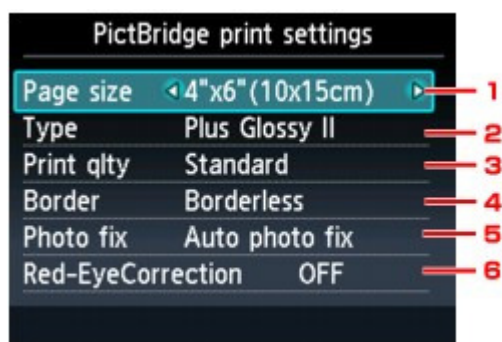 PictBridge print settings
Page size 4"x6"(10x15cm) 1
Type Plus Glossy II 2
Print qlty Standard 3
Border Borderless 4
Photo fix Auto photo fix 5
Red-EyeCorrection OFF 6